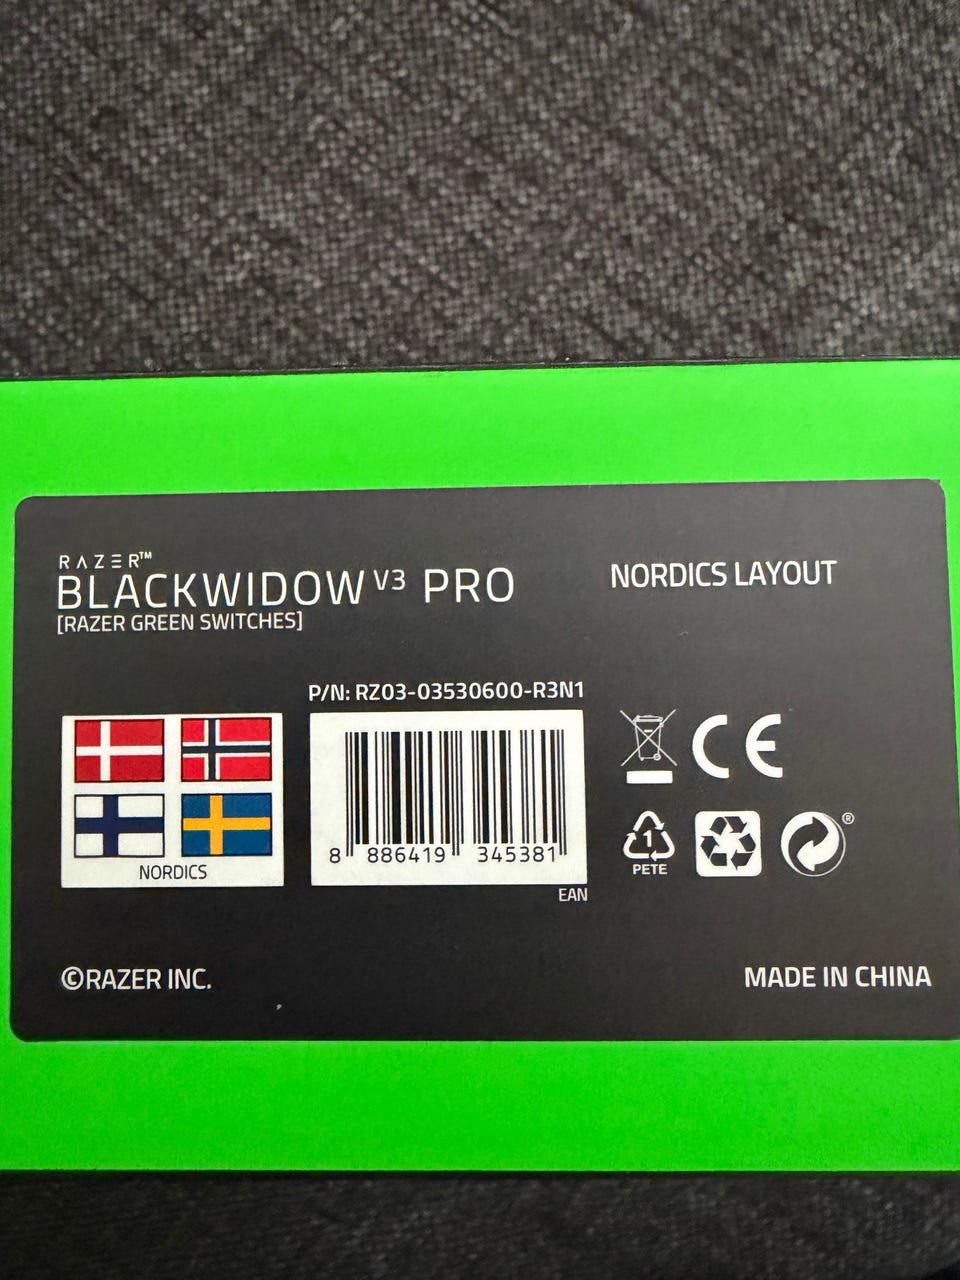 RAZER™
BLACKWIDOW V3 PRO
[RAZER GREEN SWITCHES]
NORDICS LAYOUT
P/N: RZ03-03530600-R3N1
NORDICS
8 886419 345381
EAN
CE
1
PETE
®
©RAZER INC.
MADE IN CHINA